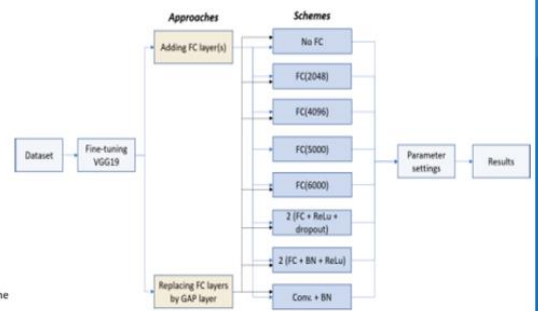 Approaches
Schemes
Adding FC layer(s)
No FC
FC(2048)
FC(4096)
Dataset
Fine-tuning
VGG19
FC(5000)
Parameter
settings
Results
FC(6000)
2 (FC + ReLu +
dropout)
2 (FC + BN + ReLu)
Replacing FC layers
by GAP layer
Conv. + BN
ne